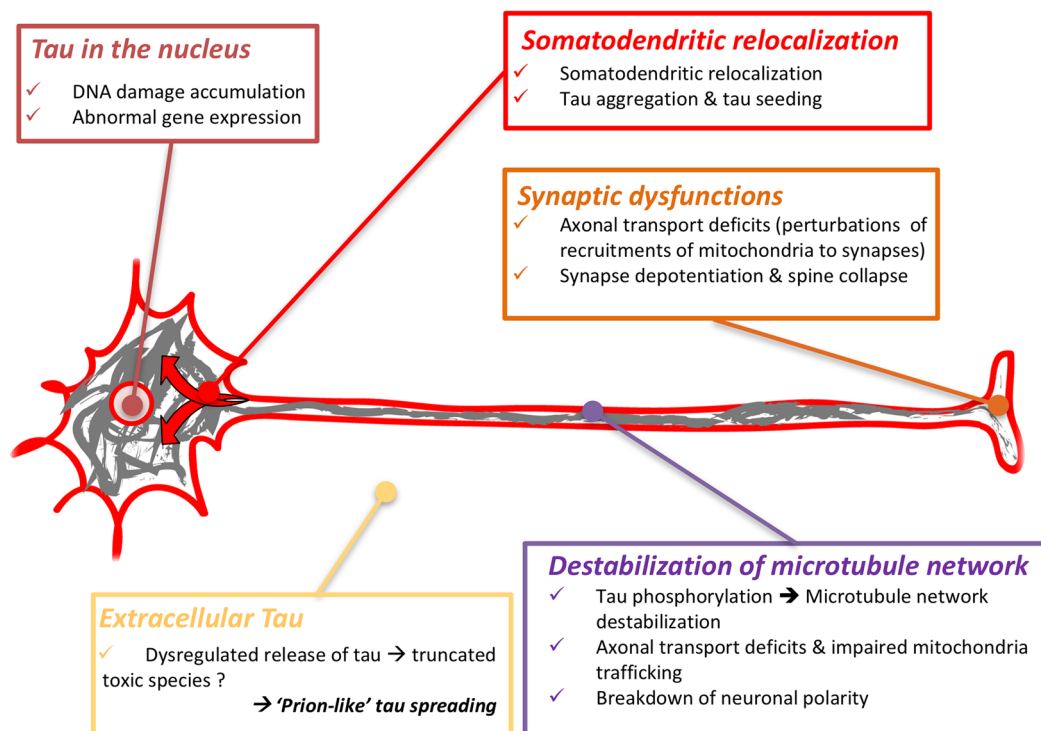 Tau in the nucleus
✓ DNA damage accumulation
✓ Abnormal gene expression
Somatodendritic relocalization
✓ Somatodendritic relocalization
✓ Tau aggregation & tau seeding
Synaptic dysfunctions
✓ Axonal transport deficits (perturbations of
recruitments of mitochondria to synapses)
✓ Synapse depotentiation & spine collapse
Extracellular Tau
✓ Dysregulated release of tau → truncated
toxic species ?
→ ‘Prion-like’ tau spreading
Destabilization of microtubule network
✓ Tau phosphorylation → Microtubule network
destabilization
✓ Axonal transport deficits & impaired mitochondria
trafficking
✓ Breakdown of neuronal polarity